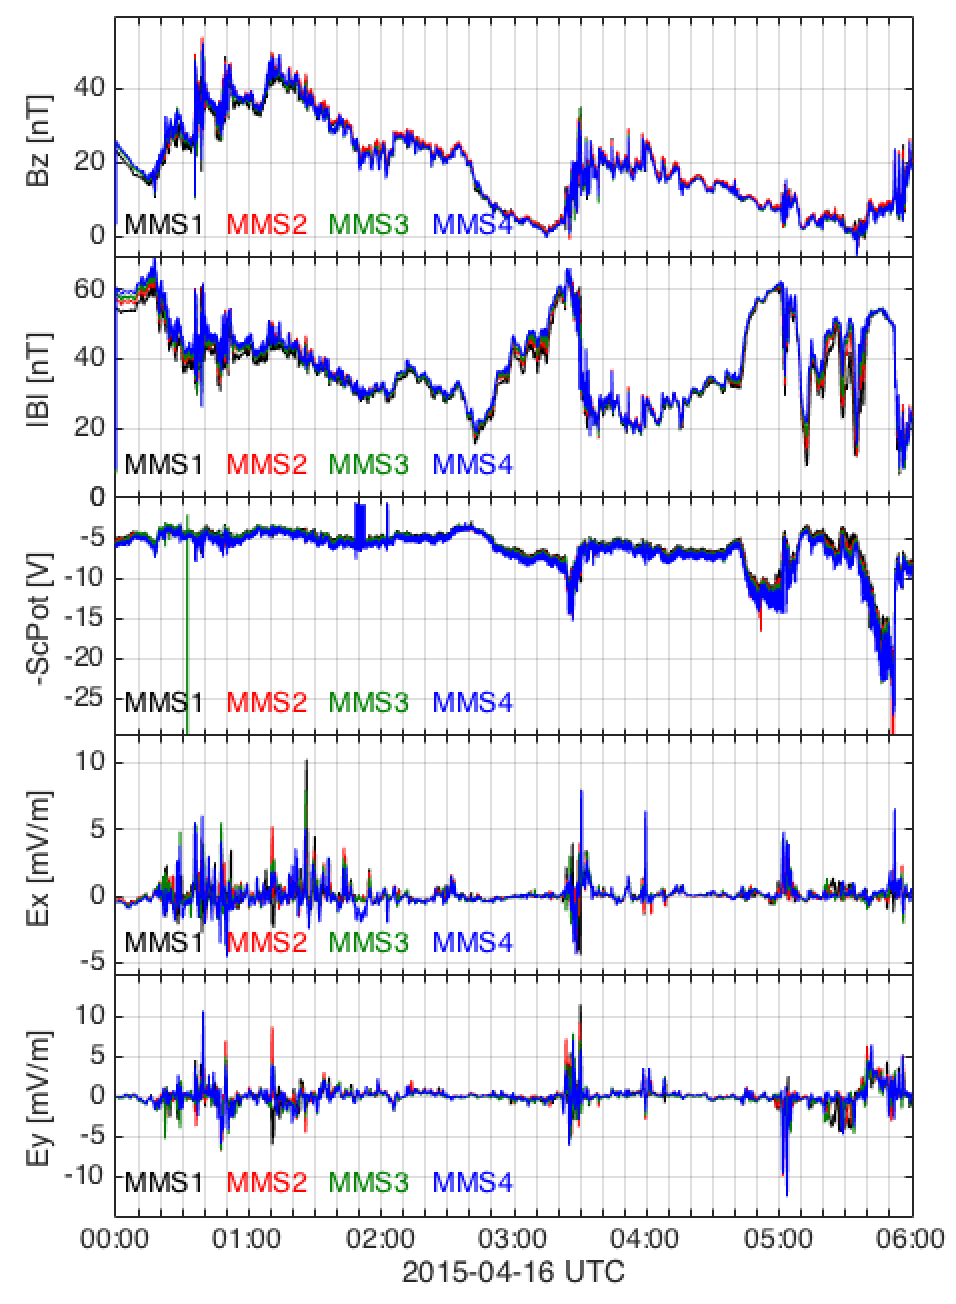 Bz [nT]
40
20
0
MMS1 MMS2 MMS3 MMS4
|B| [nT]
60
40
20
0
MMS1 MMS2 MMS3 MMS4
-ScPot [V]
-5
-10
-15
-20
-25
MMS1 MMS2 MMS3 MMS4
Ex [mV/m]
10
5
0
-5
MMS1 MMS2 MMS3 MMS4
Ey [mV/m]
10
5
0
-5
-10
MMS1 MMS2 MMS3 MMS4
00:00 01:00 02:00 03:00 04:00 05:00 06:00
2015-04-16 UTC